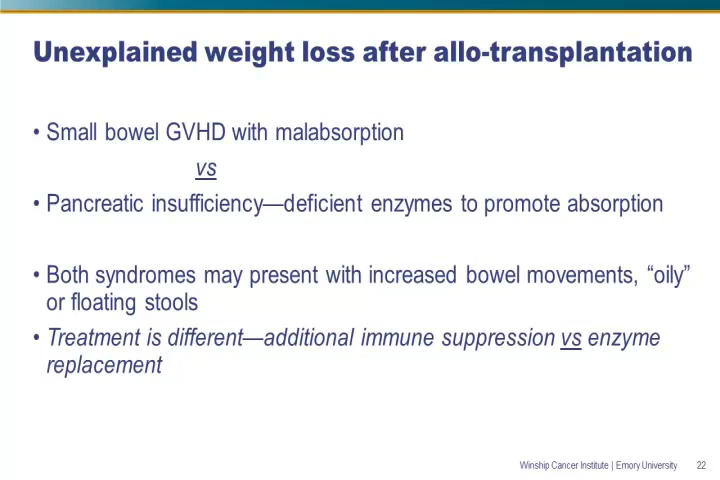 Unexplained weight loss after allo-transplantation
• Small bowel GVHD with malabsorption
vs
• Pancreatic insufficiency—deficient enzymes to promote absorption
• Both syndromes may present with increased bowel movements, “oily”
or floating stools
• Treatment is different—additional immune suppression vs enzyme
replacement
Winship Cancer Institute | Emory University 22